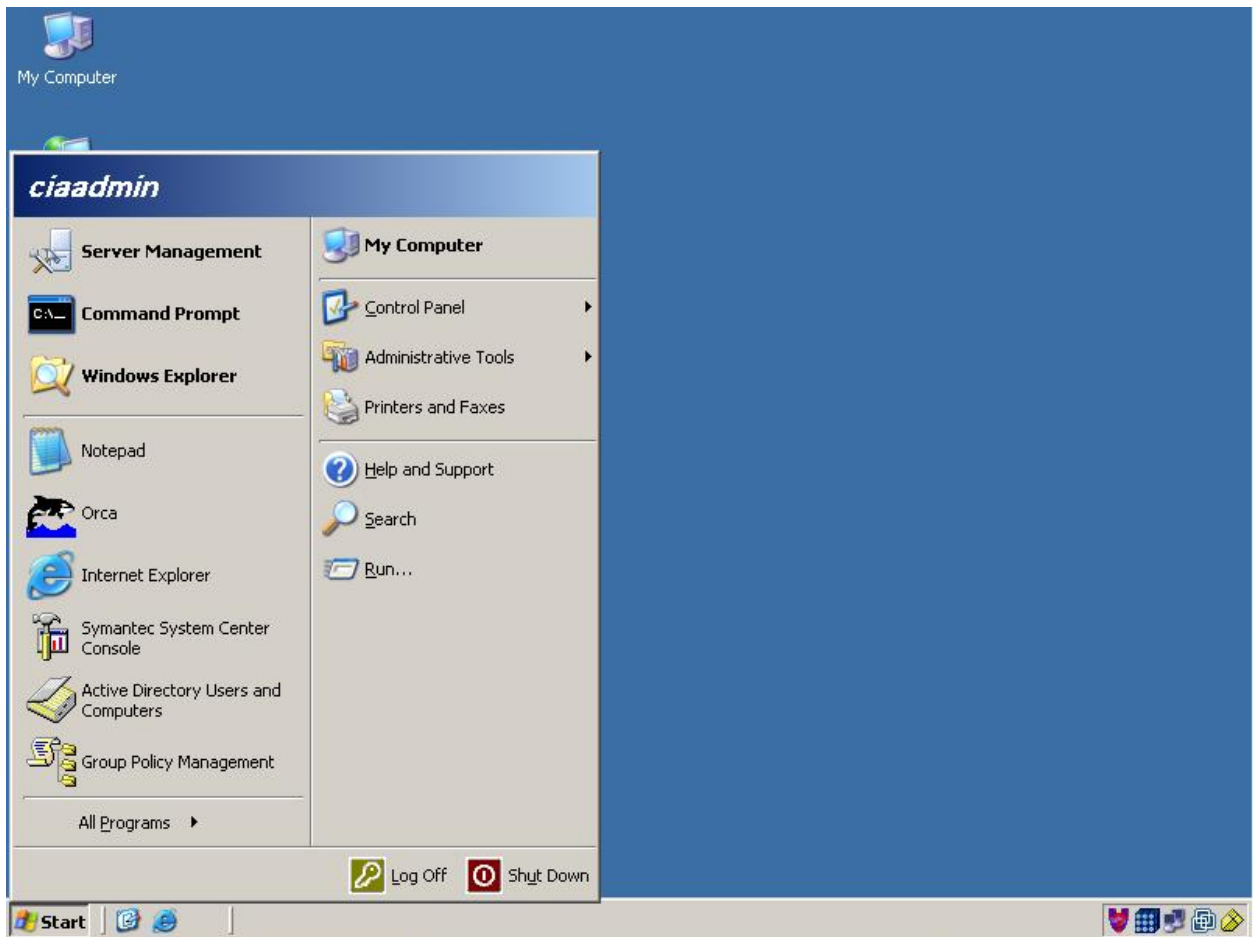 My Computer
ciaadmin
Server Management
Command Prompt
Windows Explorer
Notepad
Orca
Internet Explorer
Symantec System Center
Console
Active Directory Users and
Computers
Group Policy Management
All Programs
My Computer
Control Panel
Administrative Tools
Printers and Faxes
Help and Support
Search
Run...
Log Off
Shut Down
Start